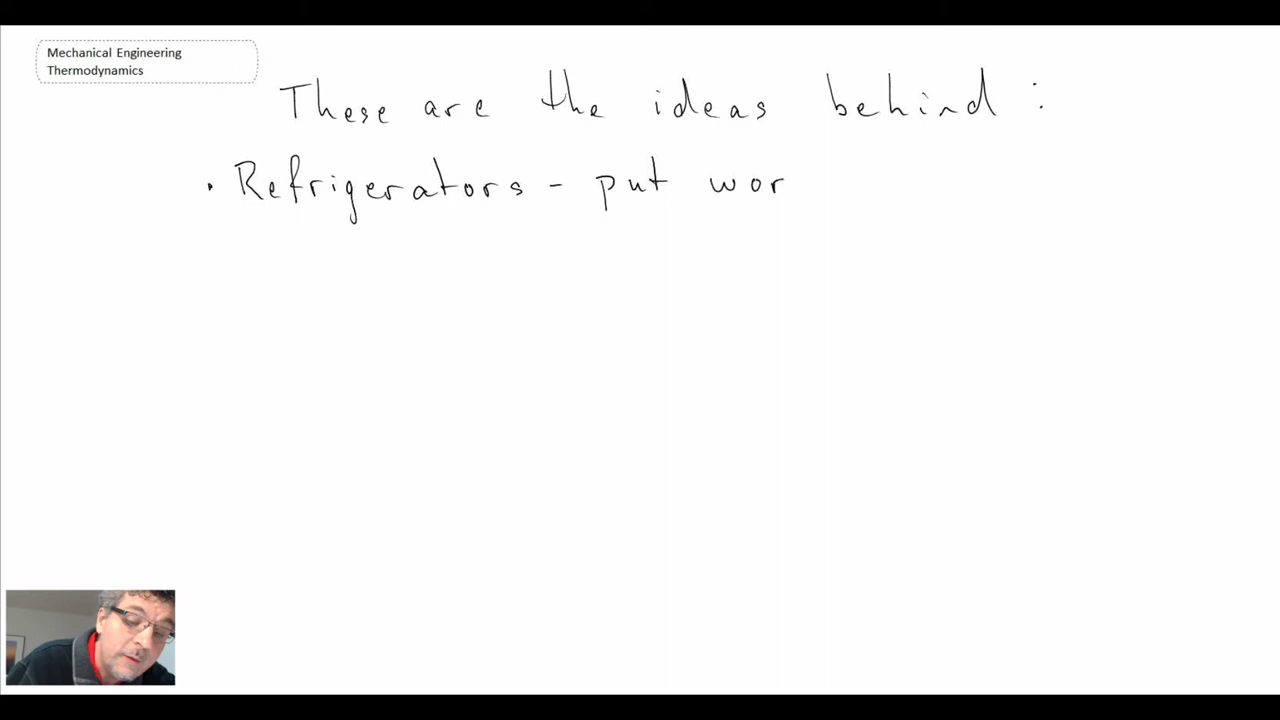 Mechanical Engineering
Thermodynamics
These are the ideas behind :
· Refrigerators - put wor